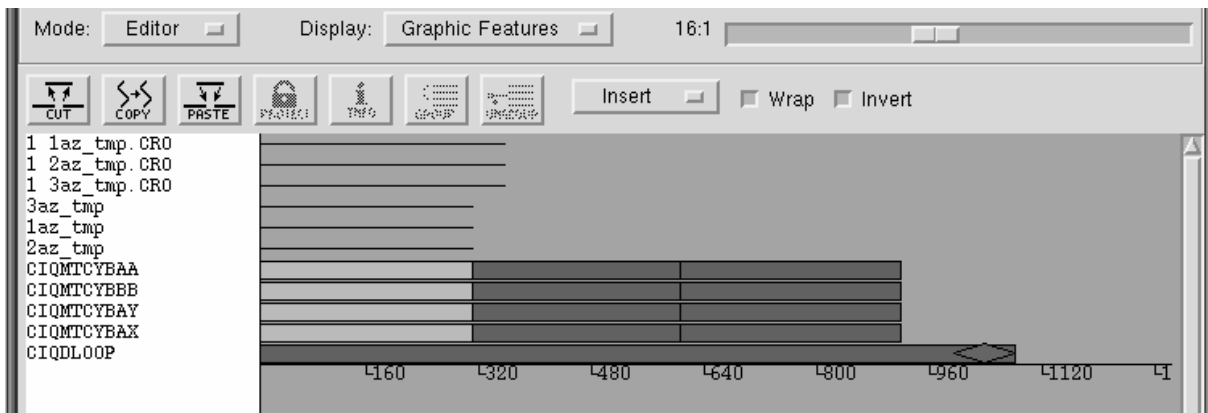 Mode: Editor Display: Graphic Features 16:1
CUT COPY PASTE PROTECT INFO GROUP UNGROUP Insert Wrap Invert
1 1az_tmp.CRO
1 2az_tmp.CRO
1 3az_tmp.CRO
3az_tmp
1az_tmp
2az_tmp
CIQMTCYBAA
CIQMTCYBBB
CIQMTCYBAY
CIQMTCYBAX
CIQDLOOP
160 320 480 640 800 960 1120 1